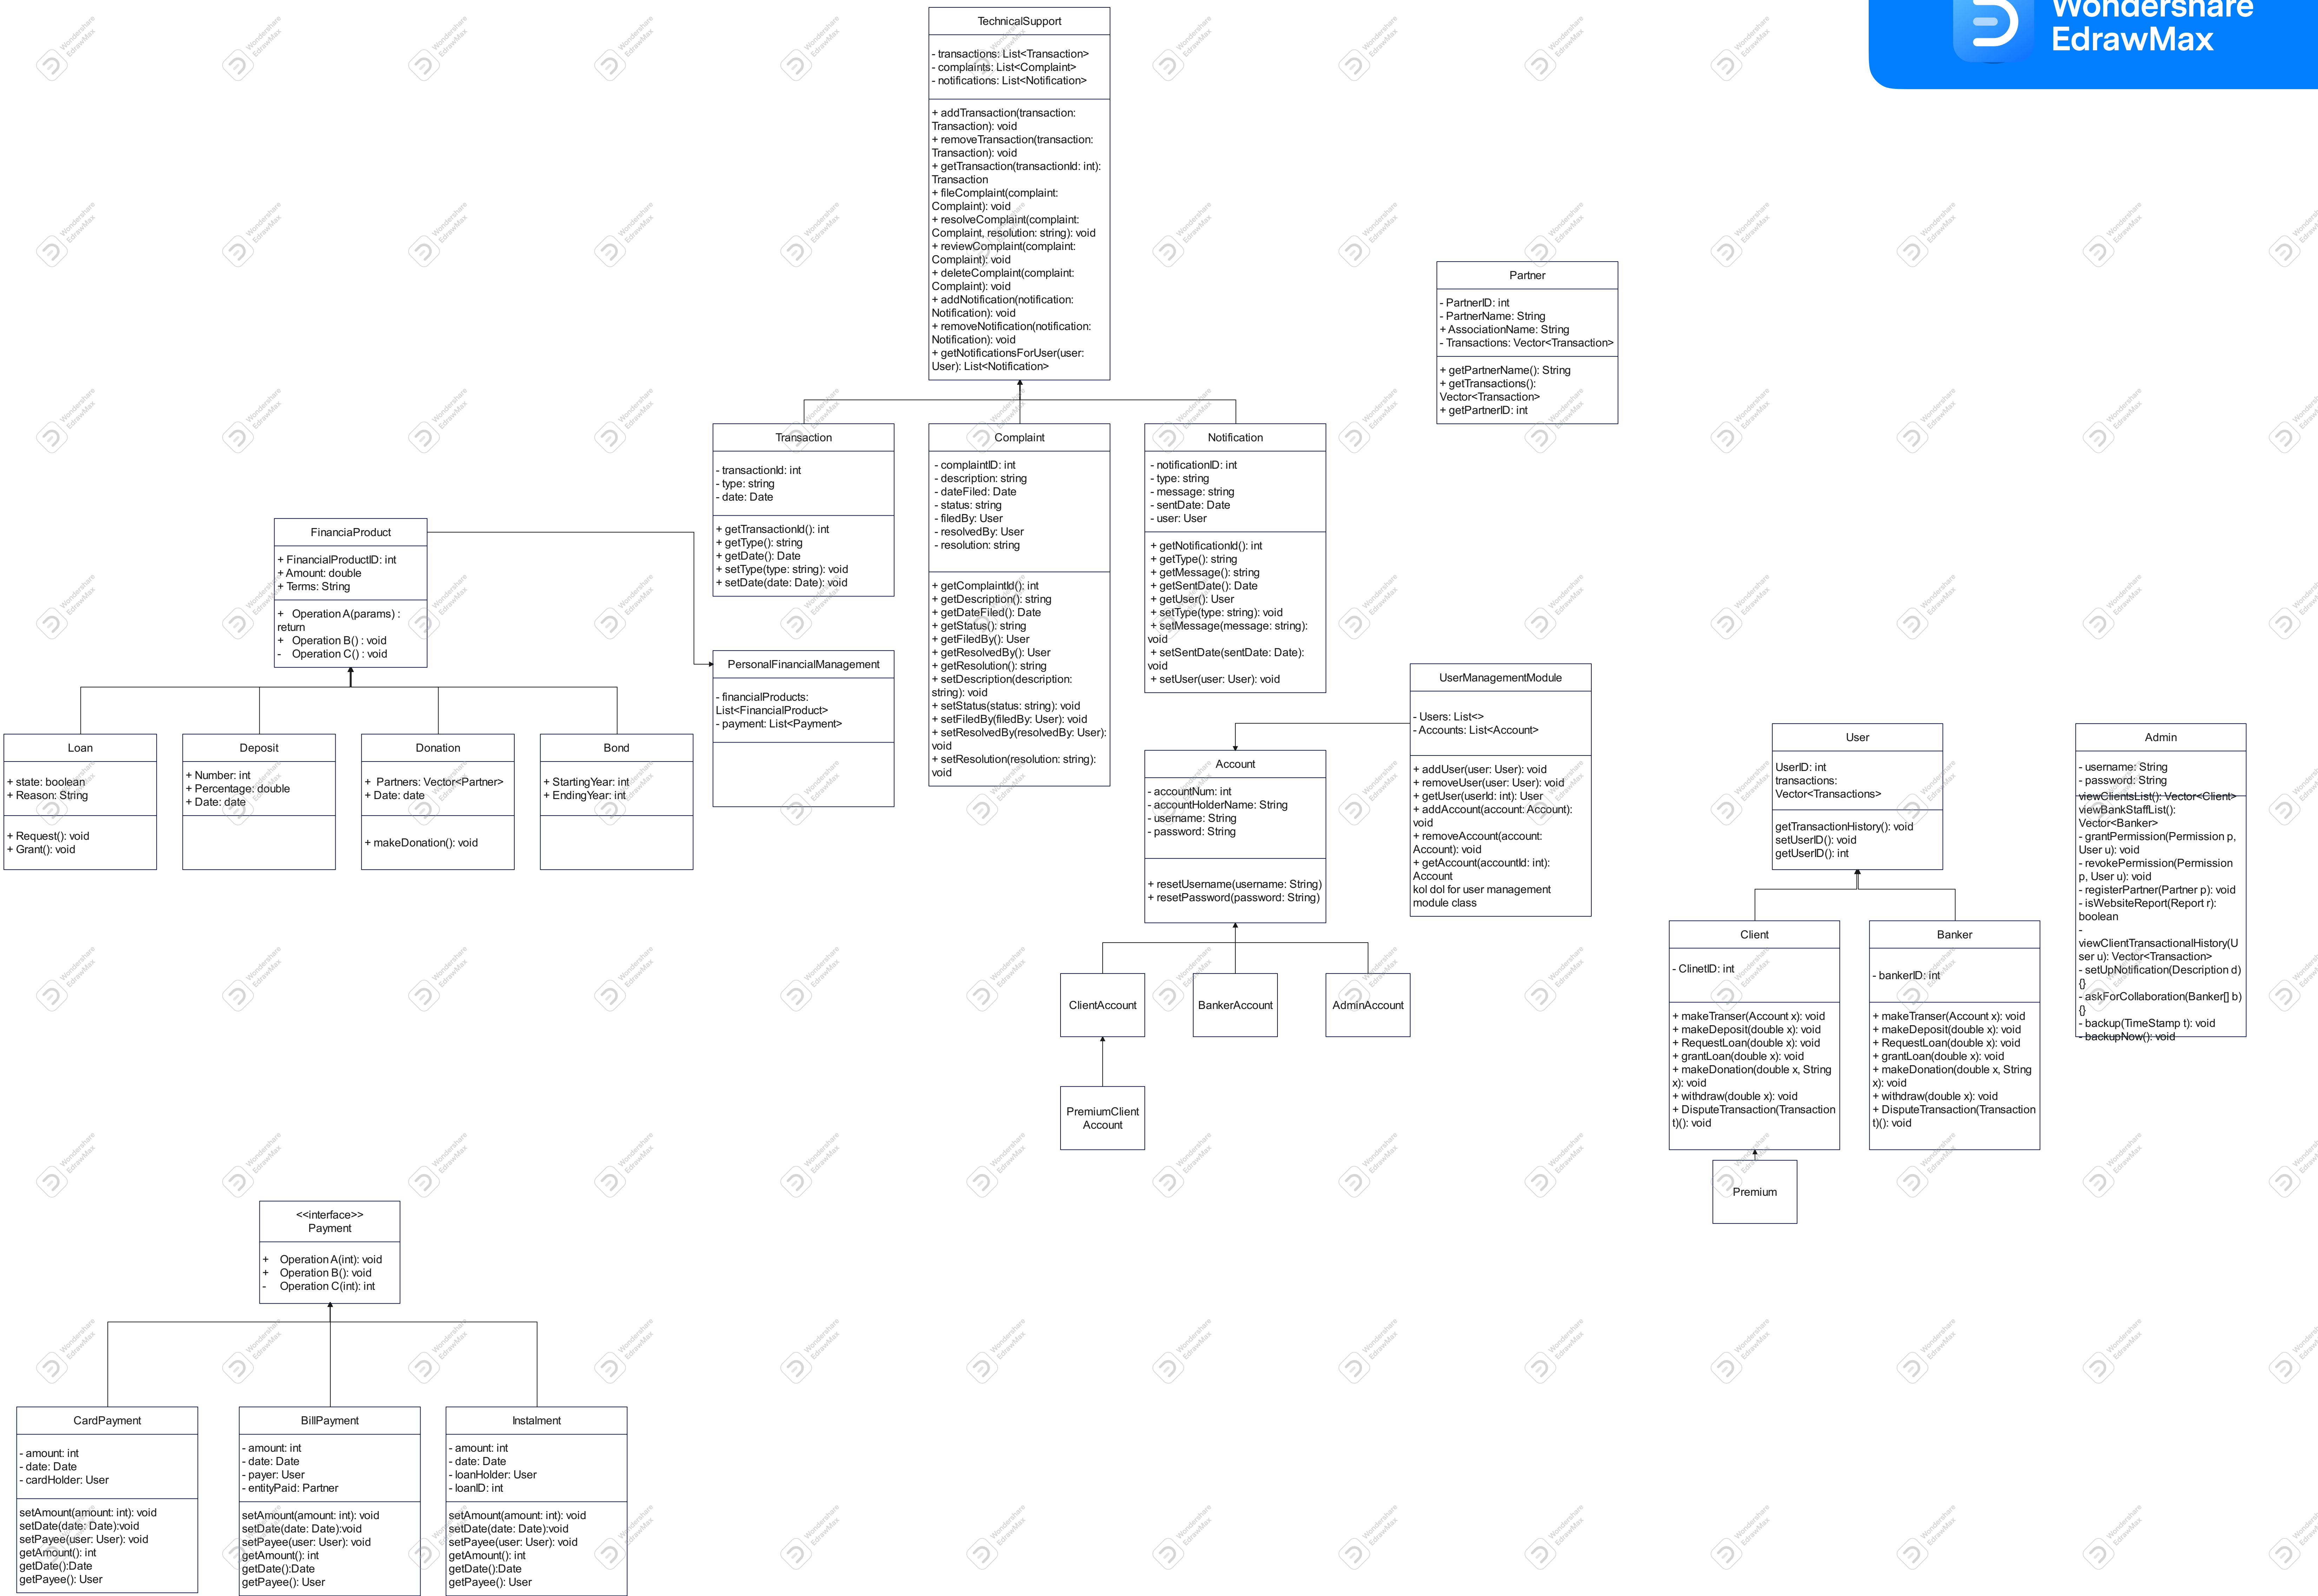 Wondershare
EdrawMax
TechnicalSupport
- transactions: List<Transaction>
- complaints: List<Complaint>
- notifications: List<Notification>
+ addTransaction(transaction:
Transaction): void
+ removeTransaction(transaction:
Transaction): void
+ getTransaction(transactionId: int):
Transaction
+ fileComplaint(complaint:
Complaint): void
+ resolveComplaint(complaint:
Complaint, resolution: string): void
+ reviewComplaint(complaint:
Complaint): void
+ deleteComplaint(complaint:
Complaint): void
+ addNotification(notification:
Notification): void
+ removeNotification(notification:
Notification): void
+ getNotificationsForUser(user:
User): List<Notification>
Partner
- PartnerID: int
- PartnerName: String
+ AssociationName: String
- Transactions: Vector<Transaction>
+ getPartnerName(): String
+ getTransactions():
Vector<Transaction>
+ getPartnerID: int
Transaction
- transactionId: int
- type: string
- date: Date
+ getTransactionId(): int
+ getType(): string
+ getDate(): Date
+ setType(type: string): void
+ setDate(date: Date): void
Complaint
- complaintID: int
- description: string
- dateFiled: Date
- status: string
- filedBy: User
- resolvedBy: User
- resolution: string
+ getComplaintId(): int
+ getDescription(): string
+ getDateFiled(): Date
+ getStatus(): string
+ getFiledBy(): User
+ getResolvedBy(): User
+ getResolution(): string
+ setDescription(description:
string): void
+ setStatus(status: string): void
+ setFiledBy(filedBy: User): void
+ setResolvedBy(resolvedBy: User):
void
+ setResolution(resolution: string):
void
Notification
- notificationID: int
- type: string
- message: string
- sentDate: Date
- user: User
+ getNotificationId(): int
+ getType(): string
+ getMessage(): string
+ getSentDate(): Date
+ getUser(): User
+ setType(type: string): void
+ setMessage(message: string):
void
+ setSentDate(sentDate: Date):
void
+ setUser(user: User): void
FinanciaProduct
+ FinancialProductID: int
+ Amount: double
+ Terms: String
+ Operation A(params) :
return
+ Operation B() : void
- Operation C() : void
PersonalFinancialManagement
- financialProducts:
List<FinancialProduct>
- payment: List<Payment>
Loan
+ state: boolean
+ Reason: String
+ Request(): void
+ Grant(): void
Deposit
+ Number: int
+ Percentage: double
+ Date: date
Donation
+ Partners: Vector<Partner>
+ Date: date
+ makeDonation(): void
Bond
+ StartingYear: int
+ EndingYear: int
UserManagementModule
- Users: List<>
- Accounts: List<Account>
+ addUser(user: User): void
+ removeUser(user: User): void
+ getUser(userId: int): User
+ addAccount(account: Account):
void
+ removeAccount(account:
Account): void
+ getAccount(accountId: int):
Account
kol dol for user management
module class
Account
- accountNum: int
- accountHolderName: String
- username: String
- password: String
+ resetUsername(username: String)
+ resetPassword(password: String)
ClientAccount
BankerAccount
AdminAccount
PremiumClient
Account
User
UserID: int
transactions:
Vector<Transactions>
getTransactionHistory(): void
setUserID(): void
getUserID(): int
Admin
- username: String
- password: String
viewClientsList(): Vector<Client>
viewBankStaffList():
Vector<Banker>
- grantPermission(Permission p,
User u): void
- revokePermission(Permission
p, User u): void
- registerPartner(Partner p): void
- isWebsiteReport(Report r):
boolean
-
viewClientTransactionalHistory(U
ser u): Vector<Transaction>
- setUpNotification(Description d)
{}
- askForCollaboration(Banker[] b)
{}
- backup(TimeStamp t): void
- backupNow(): void
Client
- ClinetID: int
+ makeTranser(Account x): void
+ makeDeposit(double x): void
+ RequestLoan(double x): void
+ grantLoan(double x): void
+ makeDonation(double x, String
x): void
+ withdraw(double x): void
+ DisputeTransaction(Transaction
t)(): void
Banker
- bankerID: int
+ makeTranser(Account x): void
+ makeDeposit(double x): void
+ RequestLoan(double x): void
+ grantLoan(double x): void
+ makeDonation(double x, String
x): void
+ withdraw(double x): void
+ DisputeTransaction(Transaction
t)(): void
Premium
<<interface>>
Payment
+ Operation A(int): void
+ Operation B(): void
- Operation C(int): int
CardPayment
- amount: int
- date: Date
- cardHolder: User
setAmount(amount: int): void
setDate(date: Date):void
setPayee(user: User): void
getAmount(): int
getDate():Date
getPayee(): User
BillPayment
- amount: int
- date: Date
- payer: User
- entityPaid: Partner
setAmount(amount: int): void
setDate(date: Date):void
setPayee(user: User): void
getAmount(): int
getDate():Date
getPayee(): User
Instalment
- amount: int
- date: Date
- loanHolder: User
- loanID: int
setAmount(amount: int): void
setDate(date: Date):void
setPayee(user: User): void
getAmount(): int
getDate():Date
getPayee(): User